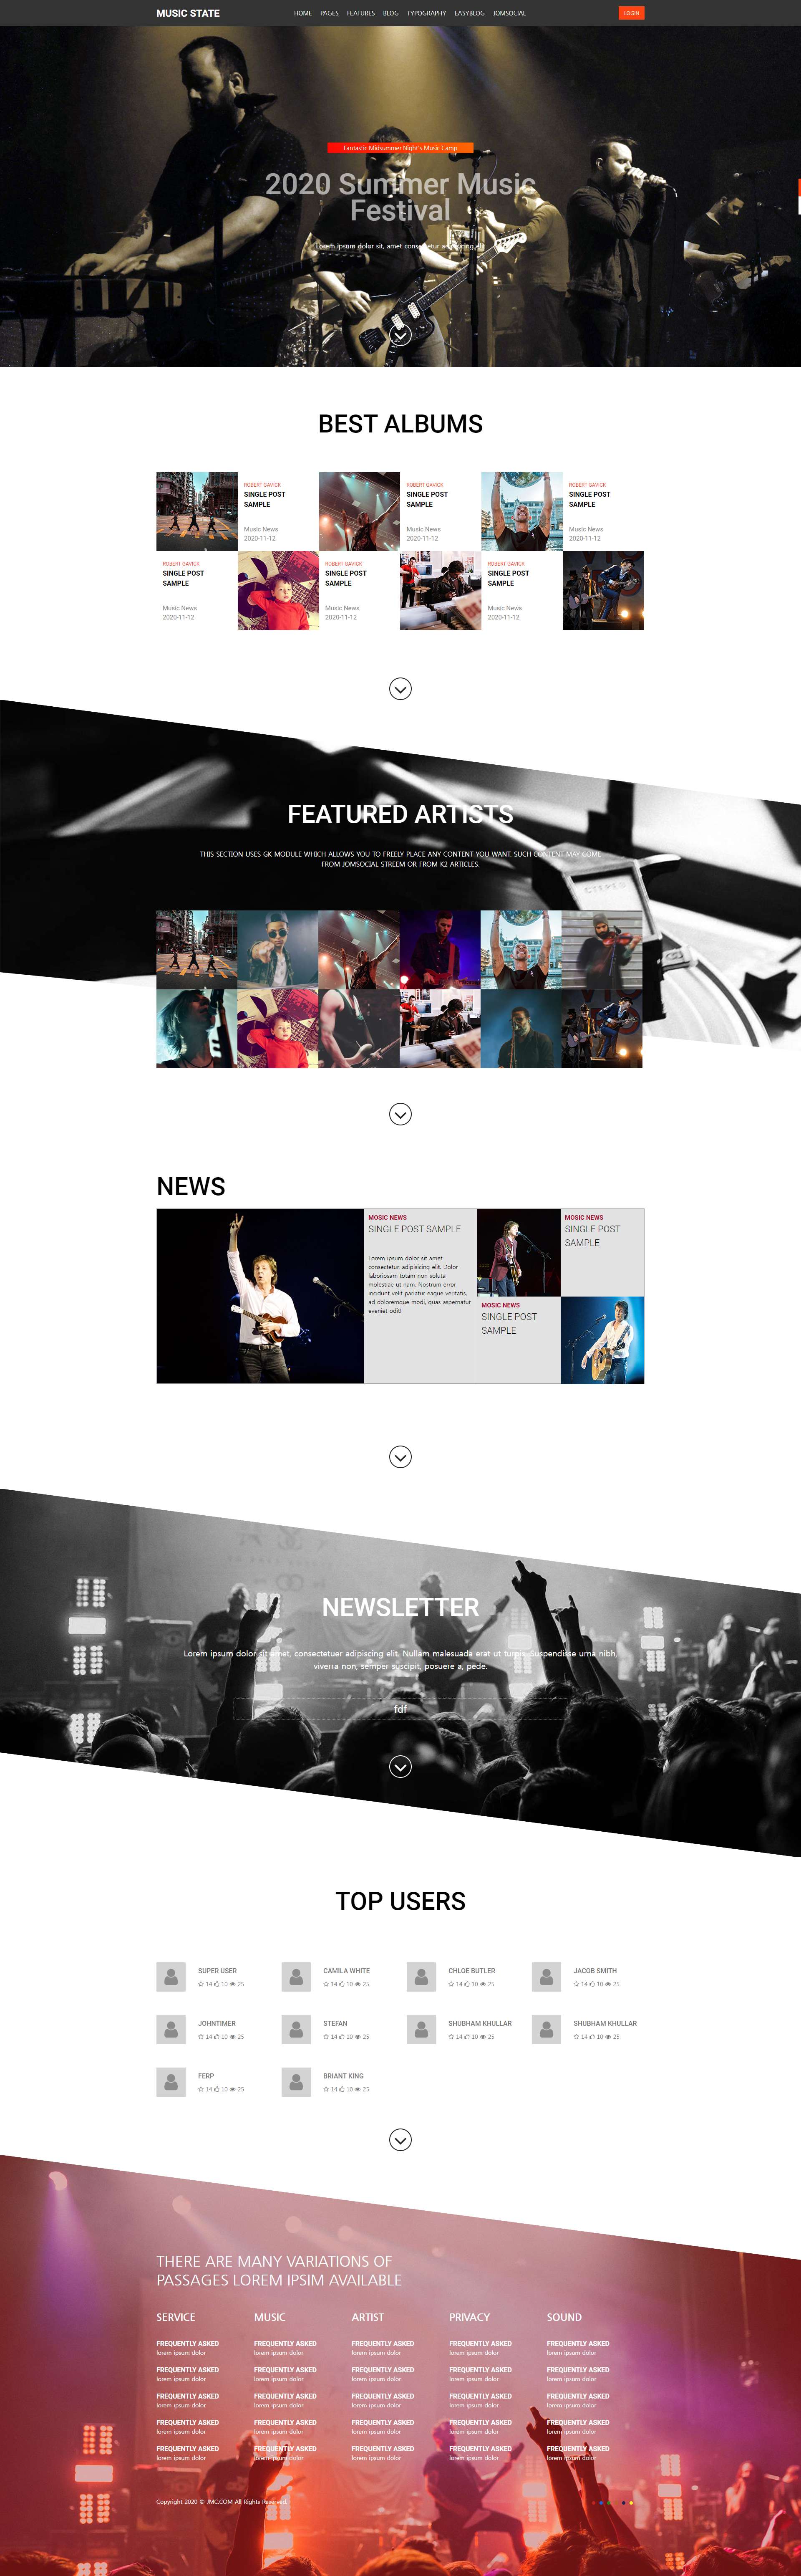 MUSIC STATE
HOME PAGES FEATURES BLOG TYPOGRAPHY EASYBLOG JOMSOCIAL
LOGIN
Fantastic Midsummer Night's Music Camp
2020 Summer Music
Festival
Lorem ipsum dolor sit, amet consectetur adipisicing elit
BEST ALBUMS
ROBERT GAVICK
SINGLE POST
SAMPLE
Music News
2020-11-12
ROBERT GAVICK
SINGLE POST
SAMPLE
Music News
2020-11-12
ROBERT GAVICK
SINGLE POST
SAMPLE
Music News
2020-11-12
ROBERT GAVICK
SINGLE POST
SAMPLE
Music News
2020-11-12
ROBERT GAVICK
SINGLE POST
SAMPLE
Music News
2020-11-12
ROBERT GAVICK
SINGLE POST
SAMPLE
Music News
2020-11-12
FEATURED ARTISTS
THIS SECTION USES GK MODULE WHICH ALLOWS YOU TO FREELY PLACE ANY CONTENT YOU WANT. SUCH CONTENT MAY COME
FROM JOMSOCIAL STREEM OR FROM K2 ARTICLES.
NEWS
MOSIC NEWS
SINGLE POST SAMPLE
Lorem ipsum dolor sit amet
consectetur, adipisicing elit. Dolor
laboriosam totam non soluta
molestiae ut nam. Nostrum error
incidunt velit pariatur eaque veritatis,
ad doloremque modi, quas aspernatur
eveniet odit!
MOSIC NEWS
SINGLE POST
SAMPLE
MOSIC NEWS
SINGLE POST
SAMPLE
NEWSLETTER
Lorem ipsum dolor sit amet, consectetuer adipiscing elit. Nullam malesuada erat ut turpis. Suspendisse urna nibh,
viverra non, semper suscipit, posuere a, pede.
fdf
TOP USERS
SUPER USER
14 10 25
CAMILA WHITE
14 10 25
CHLOE BUTLER
14 10 25
JACOB SMITH
14 10 25
JOHNTIMER
14 10 25
STEFAN
14 10 25
SHUBHAM KHULLAR
14 10 25
SHUBHAM KHULLAR
14 10 25
FERP
14 10 25
BRIANT KING
14 10 25
THERE ARE MANY VARIATIONS OF
PASSAGES LOREM IPSIM AVAILABLE
SERVICE
FREQUENTLY ASKED
lorem ipsum dolor
FREQUENTLY ASKED
lorem ipsum dolor
FREQUENTLY ASKED
lorem ipsum dolor
FREQUENTLY ASKED
lorem ipsum dolor
FREQUENTLY ASKED
lorem ipsum dolor
MUSIC
FREQUENTLY ASKED
lorem ipsum dolor
FREQUENTLY ASKED
lorem ipsum dolor
FREQUENTLY ASKED
lorem ipsum dolor
FREQUENTLY ASKED
lorem ipsum dolor
FREQUENTLY ASKED
lorem ipsum dolor
ARTIST
FREQUENTLY ASKED
lorem ipsum dolor
FREQUENTLY ASKED
lorem ipsum dolor
FREQUENTLY ASKED
lorem ipsum dolor
FREQUENTLY ASKED
lorem ipsum dolor
FREQUENTLY ASKED
lorem ipsum dolor
PRIVACY
FREQUENTLY ASKED
lorem ipsum dolor
FREQUENTLY ASKED
lorem ipsum dolor
FREQUENTLY ASKED
lorem ipsum dolor
FREQUENTLY ASKED
lorem ipsum dolor
FREQUENTLY ASKED
lorem ipsum dolor
SOUND
FREQUENTLY ASKED
lorem ipsum dolor
FREQUENTLY ASKED
lorem ipsum dolor
FREQUENTLY ASKED
lorem ipsum dolor
FREQUENTLY ASKED
lorem ipsum dolor
FREQUENTLY ASKED
lorem ipsum dolor
Copyright 2020 © JMC.COM All Rights Reserved.